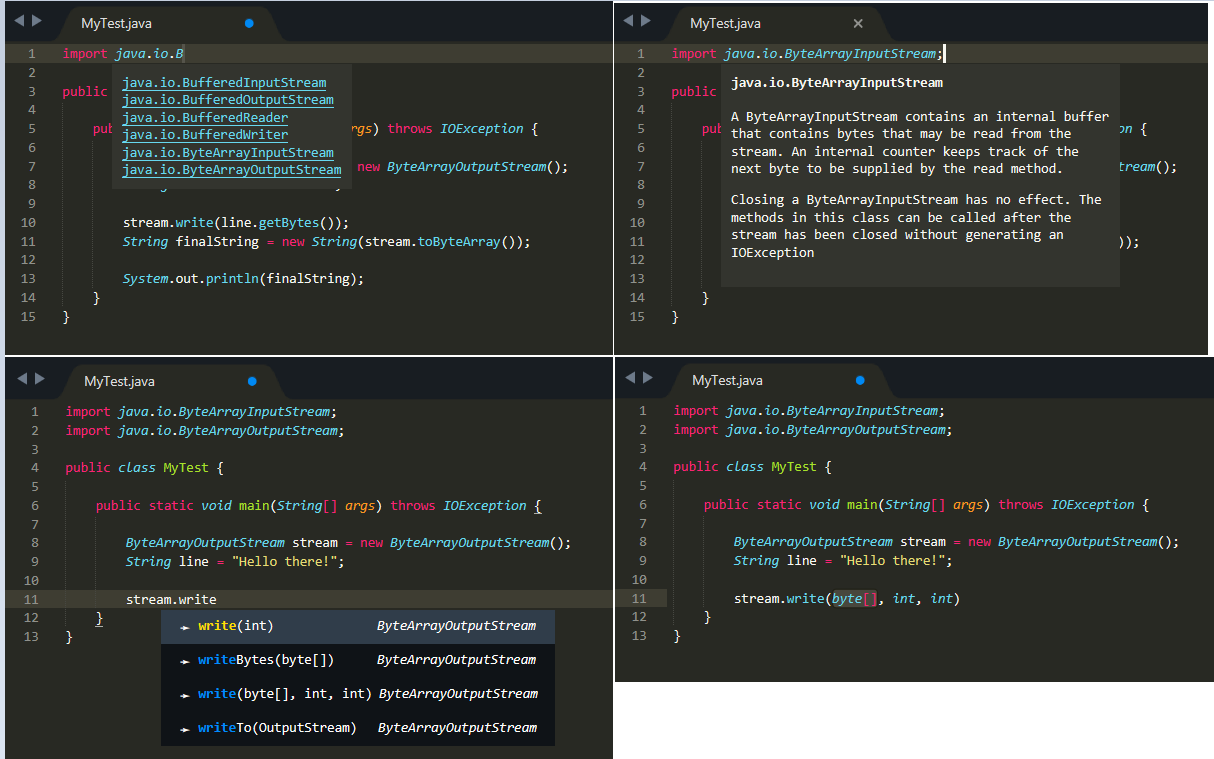 MyTest.java
1 import java.io.B
2
java.io.BufferedInputStream
3 public
java.io.BufferedOutputStream
4
java.io.BufferedReader
5 args) throws IOException {
java.io.BufferedWriter
6
java.io.ByteArrayInputStream
7 new ByteArrayOutputStream();
java.io.ByteArrayOutputStream
8
9
10 stream.write(line.getBytes());
11 String finalString = new String(stream.toByteArray());
12
13 System.out.println(finalString);
14 }
15 }
MyTest.java
1 import java.io.ByteArrayInputStream;
2
3 public
4
5 {
6
7
8
9
10
11 ));
12
13
14 }
15 }
java.io.ByteArrayInputStream
A ByteArrayInputStream contains an internal buffer
that contains bytes that may be read from the
stream. An internal counter keeps track of the
next byte to be supplied by the read method.
Closing a ByteArrayInputStream has no effect. The
methods in this class can be called after the
stream has been closed without generating an
IOException
MyTest.java
1 import java.io.ByteArrayInputStream;
2 import java.io.ByteArrayOutputStream;
3
4 public class MyTest {
5
6 public static void main(String[] args) throws IOException {
7
8 ByteArrayOutputStream stream = new ByteArrayOutputStream();
9 String line = "Hello there!";
10
11 stream.write
12 }
13 }
write(int) ByteArrayOutputStream
writeBytes(byte[]) ByteArrayOutputStream
write(byte[], int, int) ByteArrayOutputStream
writeTo(OutputStream) ByteArrayOutputStream
MyTest.java
1 import java.io.ByteArrayInputStream;
2 import java.io.ByteArrayOutputStream;
3
4 public class MyTest {
5
6 public static void main(String[] args) throws IOException {
7
8 ByteArrayOutputStream stream = new ByteArrayOutputStream();
9 String line = "Hello there!";
10
11 stream.write(byte[], int, int)
12 }
13 }